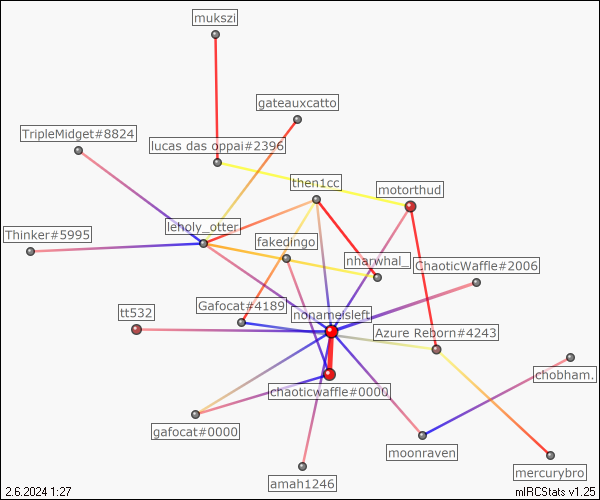 mukszi
gateauxcatto
TripleMidget#8824
lucas das oppai#2396
then1cc
motorthud
leholy_otter
Thinker#5995
fakedingo
nharwhal_
ChaoticWaffle#2006
Gafocat#4189
tt532
nonameisleft
Azure Reborn#4243
chobham.
chaoticwaffle#0000
gafocat#0000
moonraven
mercurybro
amah1246
2.6.2024 1:27
mIRCStats v1.25